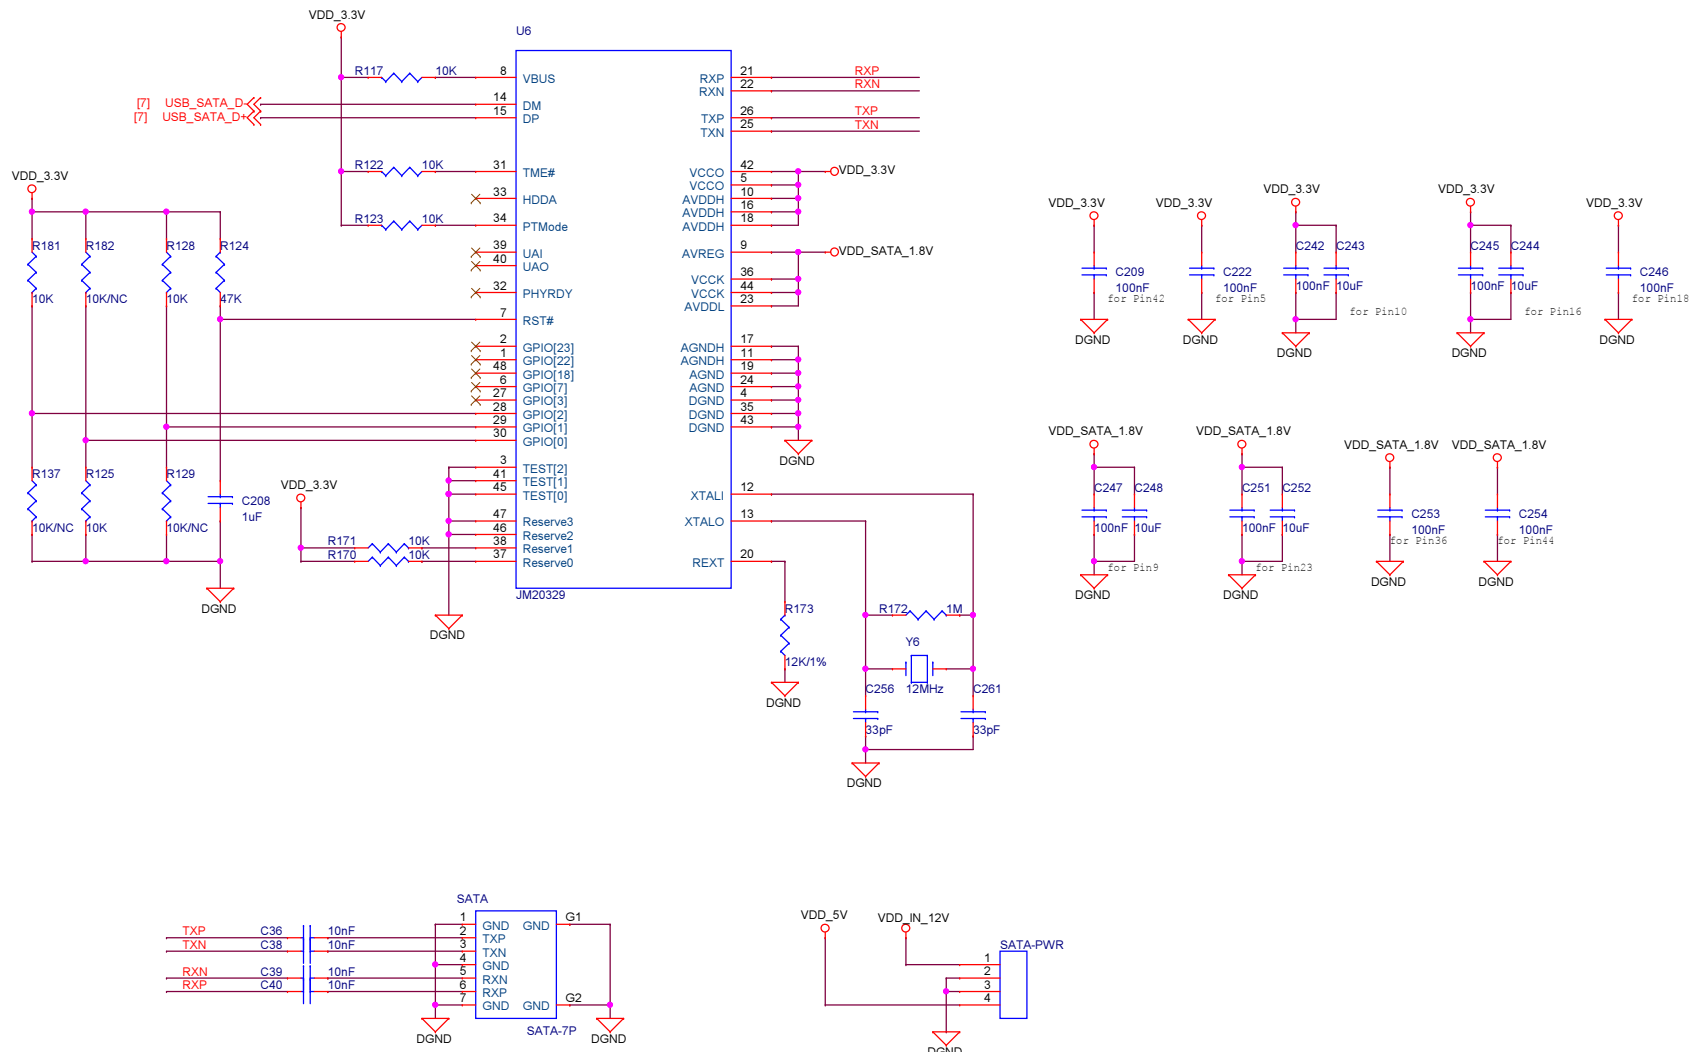 VDD_3.3V
U6
R117 10K 8 VBUS
[7] USB_SATA_D- 14 DM
[7] USB_SATA_D+ 15 DP
R122 10K 31 TME#
33 HDDA
R123 10K 34 PTMode
39 UAI
40 UAO
32 PHYRDY
7 RST#
2 GPIO[23]
1 GPIO[22]
48 GPIO[18]
6 GPIO[7]
27 GPIO[3]
28 GPIO[2]
29 GPIO[1]
30 GPIO[0]
3 TEST[2]
41 TEST[1]
45 TEST[0]
47 Reserve3
46 Reserve2
R171 10K 38 Reserve1
R170 10K 37 Reserve0
JM20329
VDD_3.3V
DGND
RXP 21 RXP
RXN 22 RXN
TXP 26 TXP
TXN 25 TXN
VCCO 42 VDD_3.3V
VCCO 5
AVDDH 10
AVDDH 16
AVDDH 18
AVREG 9 VDD_SATA_1.8V
VCCK 36
VCCK 44
AVDDL 23
AGNDH 17
AGNDH 11
AGND 19
AGND 24
DGND 4
DGND 35
DGND 43
DGND
XTALI 12
XTALO 13
REXT 20
R173
12K/1%
DGND
R172 1M
Y6
12MHz
C256
33pF
C261
33pF
DGND
VDD_3.3V
R181 R182 R128 R124
10K 10K/NC 10K 47K
R137 R125 R129
10K/NC 10K 10K/NC
C208
1uF
DGND
VDD_3.3V
C209
100nF
for Pin42
DGND
VDD_3.3V
C222
100nF
for Pin5
DGND
VDD_3.3V
C242 C243
100nF 10uF
for Pin10
DGND
VDD_3.3V
C245 C244
100nF 10uF
for Pin16
DGND
VDD_3.3V
C246
100nF
for Pin18
DGND
VDD_SATA_1.8V
C247 C248
100nF 10uF
for Pin9
DGND
VDD_SATA_1.8V
C251 C252
100nF 10uF
for Pin23
DGND
VDD_SATA_1.8V
C253
100nF
for Pin36
DGND
VDD_SATA_1.8V
C254
100nF
for Pin44
DGND
SATA
1 GND GND G1
TXP C36 10nF 2 TXP
TXN C38 10nF 3 TXN
4 GND
RXN C39 10nF 5 RXN
RXP C40 10nF 6 RXP
7 GND GND G2
SATA-7P
DGND
DGND
VDD_5V
VDD_IN_12V
SATA-PWR
1
2
3
4
DGND